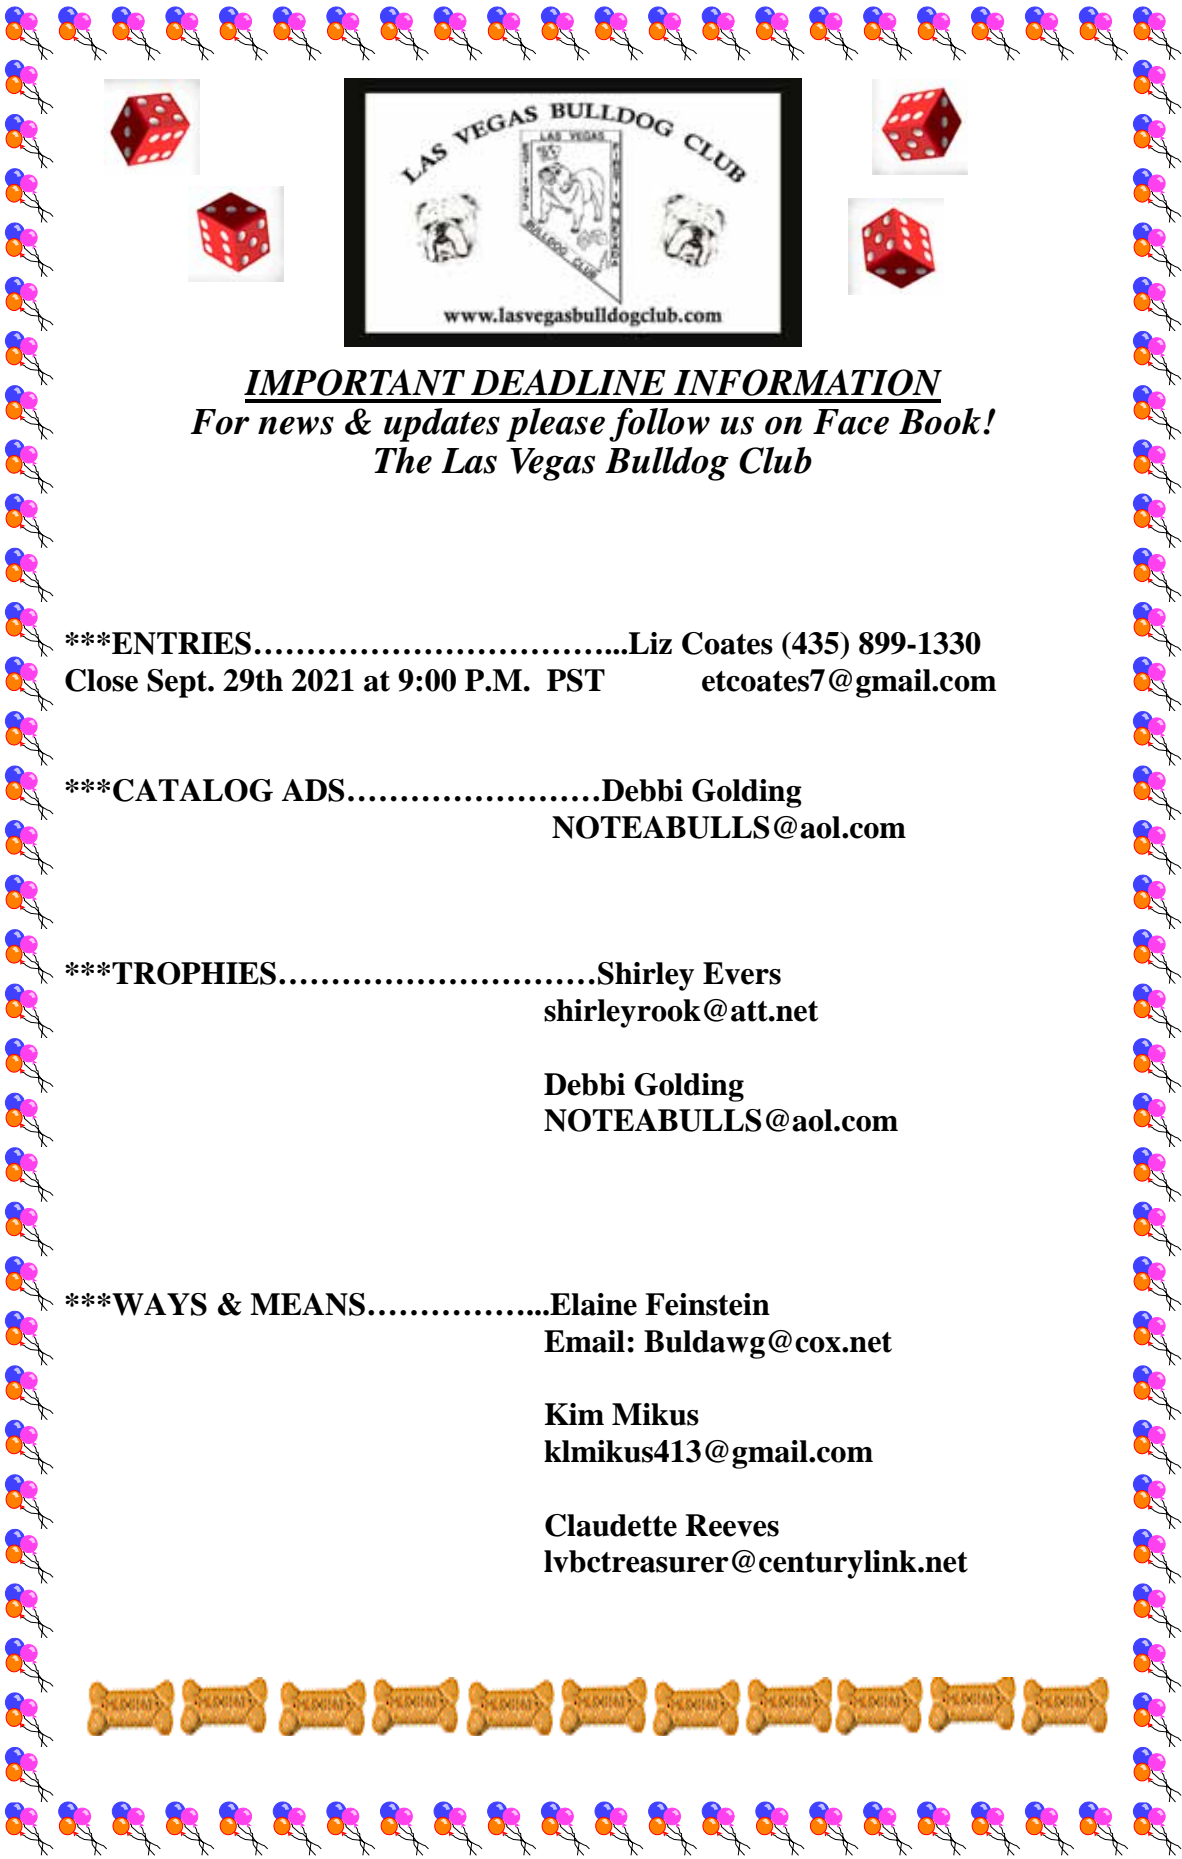 LAS VEGAS BULLDOG CLUB
LAS VEGAS
BULLDOG CLUB
www.lasvegasbulldogclub.com
IMPORTANT DEADLINE INFORMATION
For news & updates please follow us on Face Book!
The Las Vegas Bulldog Club
***ENTRIES……………………………...Liz Coates (435) 899-1330
Close Sept. 29th 2021 at 9:00 P.M.  PST etcoates7@gmail.com
***CATALOG ADS……………………Debbi Golding
NOTEABULLS@aol.com
***TROPHIES…………………………Shirley Evers
shirleyrook@att.net
Debbi Golding
NOTEABULLS@aol.com
***WAYS & MEANS……………...Elaine Feinstein
Email: Buldawg@cox.net
Kim Mikus
klmikus413@gmail.com
Claudette Reeves
lvbctreasurer@centurylink.net